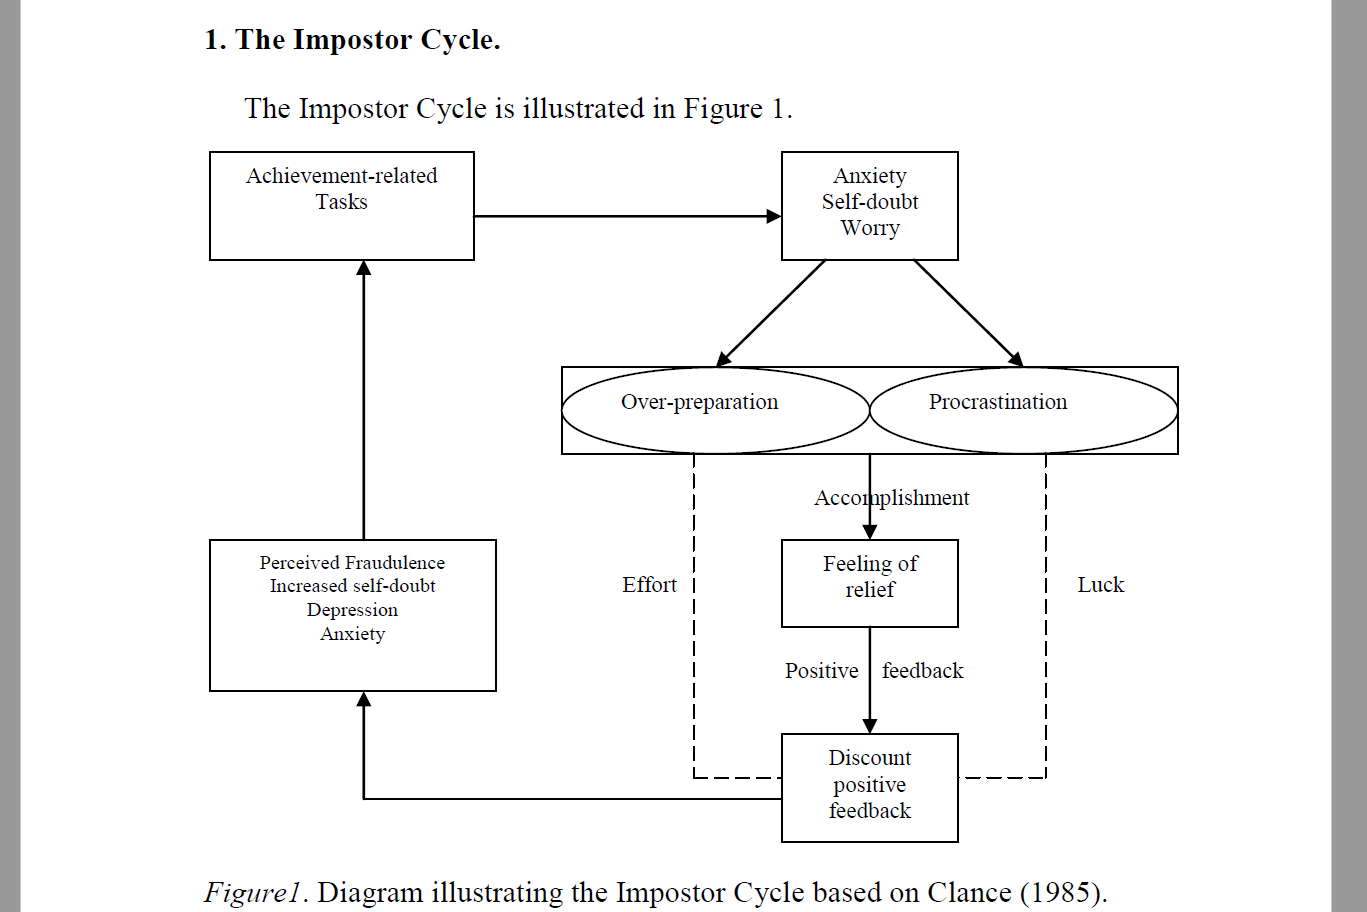 1. The Impostor Cycle.
The Impostor Cycle is illustrated in Figure 1.
Achievement-related
Tasks
Anxiety
Self-doubt
Worry
Over-preparation
Procrastination
Accomplishment
Feeling of
relief
Effort
Luck
Perceived Fraudulence
Increased self-doubt
Depression
Anxiety
Positive feedback
Discount
positive
feedback
Figure1. Diagram illustrating the Impostor Cycle based on Clance (1985).